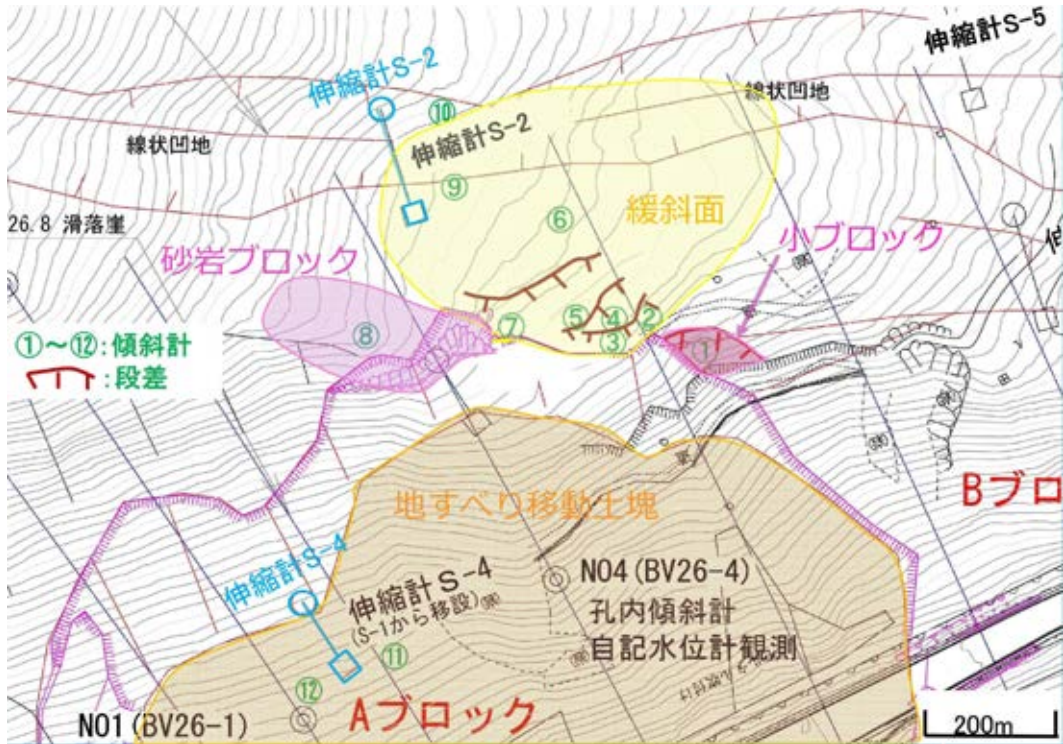 伸縮計S-5
伸縮計S-2
⑩
線状凹地
線状凹地
伸縮計S-2
⑨
⑥
緩斜面
26.8 滑落崖
小ブロック
砂岩ブロック
⑤
④
②
⑦
③
⑧
①
①~⑫:傾斜計
:段差
Bブロ
地すべり移動土塊
伸縮計S-4
伸縮計S-4
(S-1から移設)
NO4(BV26-4)
孔内傾斜計
自記水位計観測
⑪
⑫
Aブロック
NO1(BV26-1)
200m